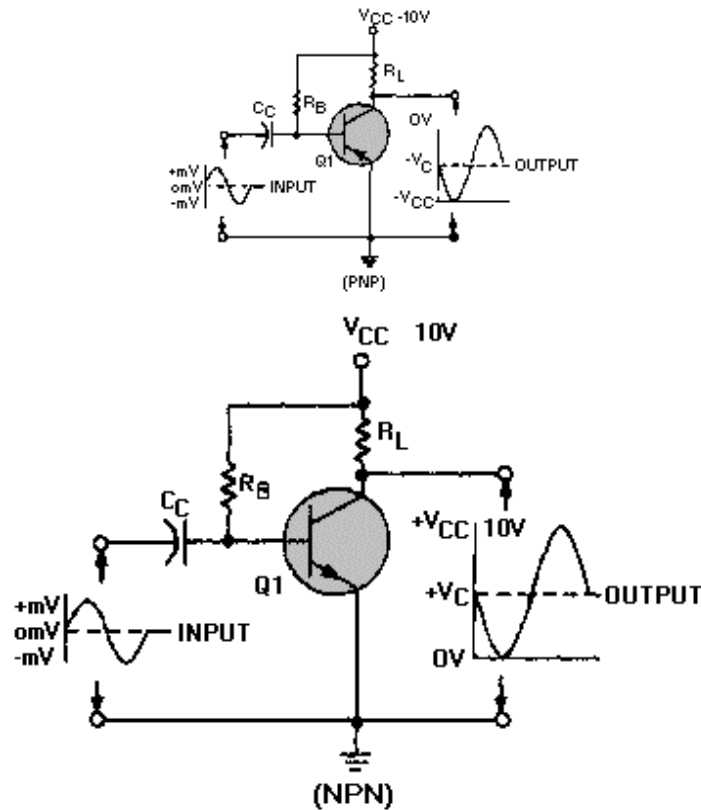 VCC -10V
RL
CC
RB
Q1
0V
-VC
OUTPUT
-VCC
+mV
omV
-mV
INPUT
(PNP)
VCC 10V
RL
RB
CC
Q1
+VCC 10V
+VC
OUTPUT
0V
+mV
omV
-mV
INPUT
(NPN)